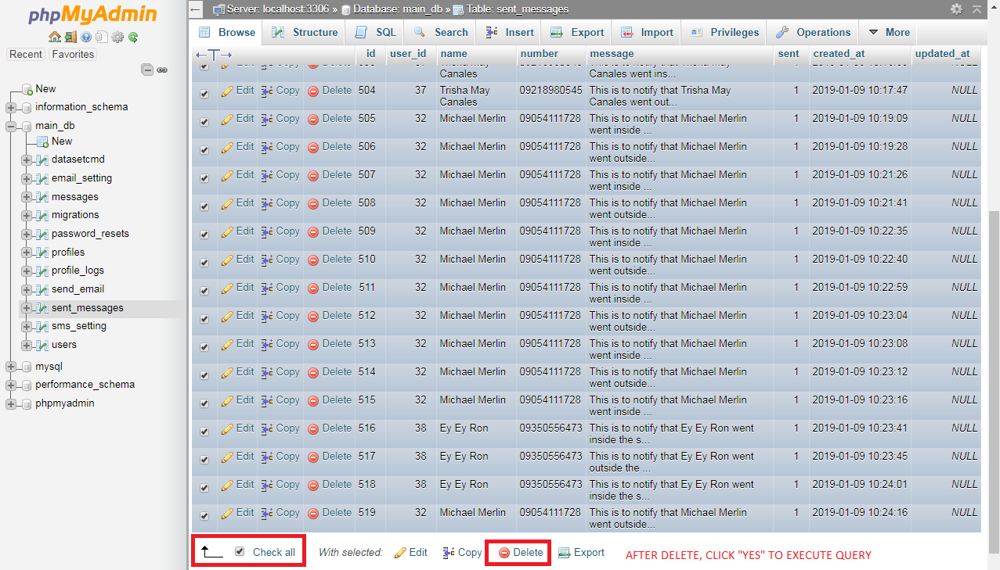 phpMyAdmin
Recent Favorites
New
information_schema
main_db
New
datasetcmd
email_setting
messages
migrations
password_resets
profiles
profile_logs
send_email
sent_messages
sms_setting
users
mysql
performance_schema
phpmyadmin
Server: localhost:3306 » Database: main_db » Table: sent_messages
Browse Structure SQL Search Insert Export Import Privileges Operations More
id user_id name number message sent created_at updated_at
Canales Canales went ins...
Edit Copy Delete 504 37 Trisha May 09218980545 This is to notify that Trisha May 1 2019-01-09 10:17:47 NULL
Canales Canales went out...
Edit Copy Delete 505 32 Michael Merlin 09054111728 This is to notify that Michael Merlin 1 2019-01-09 10:19:09 NULL
went inside ...
Edit Copy Delete 506 32 Michael Merlin 09054111728 This is to notify that Michael Merlin 1 2019-01-09 10:19:28 NULL
went outside...
Edit Copy Delete 507 32 Michael Merlin 09054111728 This is to notify that Michael Merlin 1 2019-01-09 10:21:26 NULL
went inside ...
Edit Copy Delete 508 32 Michael Merlin 09054111728 This is to notify that Michael Merlin 1 2019-01-09 10:21:41 NULL
went outside...
Edit Copy Delete 509 32 Michael Merlin 09054111728 This is to notify that Michael Merlin 1 2019-01-09 10:22:35 NULL
went inside ...
Edit Copy Delete 510 32 Michael Merlin 09054111728 This is to notify that Michael Merlin 1 2019-01-09 10:22:40 NULL
went outside...
Edit Copy Delete 511 32 Michael Merlin 09054111728 This is to notify that Michael Merlin 1 2019-01-09 10:22:59 NULL
went inside ...
Edit Copy Delete 512 32 Michael Merlin 09054111728 This is to notify that Michael Merlin 1 2019-01-09 10:23:04 NULL
went outside...
Edit Copy Delete 513 32 Michael Merlin 09054111728 This is to notify that Michael Merlin 1 2019-01-09 10:23:08 NULL
went inside ...
Edit Copy Delete 514 32 Michael Merlin 09054111728 This is to notify that Michael Merlin 1 2019-01-09 10:23:12 NULL
went outside...
Edit Copy Delete 515 32 Michael Merlin 09054111728 This is to notify that Michael Merlin 1 2019-01-09 10:23:16 NULL
went inside ...
Edit Copy Delete 516 38 Ey Ey Ron 09350556473 This is to notify that Ey Ey Ron went 1 2019-01-09 10:23:41 NULL
inside the s...
Edit Copy Delete 517 38 Ey Ey Ron 09350556473 This is to notify that Ey Ey Ron went 1 2019-01-09 10:23:45 NULL
outside the ...
Edit Copy Delete 518 38 Ey Ey Ron 09350556473 This is to notify that Ey Ey Ron went 1 2019-01-09 10:24:01 NULL
inside the s...
Edit Copy Delete 519 32 Michael Merlin 09054111728 This is to notify that Michael Merlin 1 2019-01-09 10:24:16 NULL
went outside...
Check all With selected: Edit Copy Delete Export AFTER DELETE, CLICK "YES" TO EXECUTE QUERY